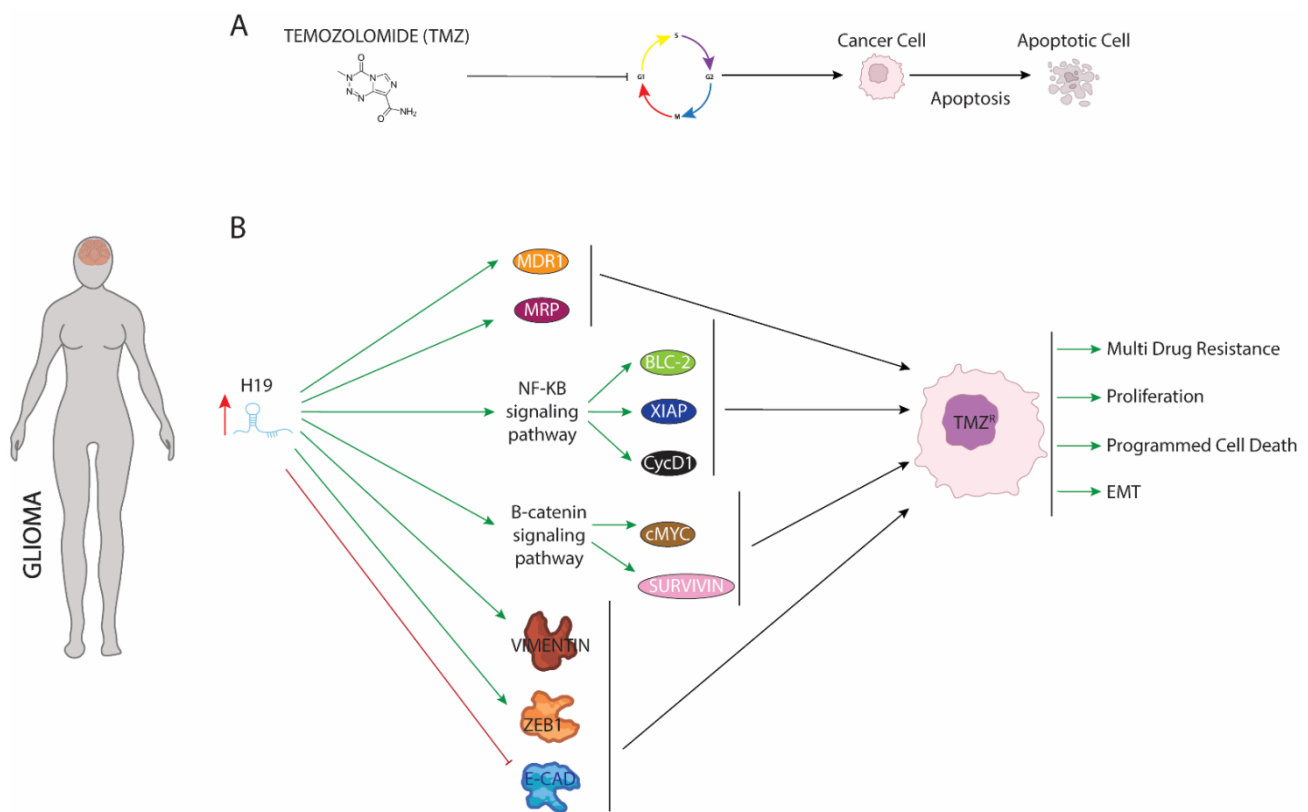 A
TEMOZOLOMIDE (TMZ)
O
N
N
N
N
N
O
NH₂
S
G1
G2
M
Cancer Cell
Apoptosis
Apoptotic Cell
B
GLIOMA
H19
MDR1
MRP
NF-KB
signaling
pathway
BLC-2
XIAP
CycD1
B-catenin
signaling
pathway
cMYC
SURVIVIN
VIMENTIN
ZEB1
E-CAD
TMZᴿ
Multi Drug Resistance
Proliferation
Programmed Cell Death
EMT